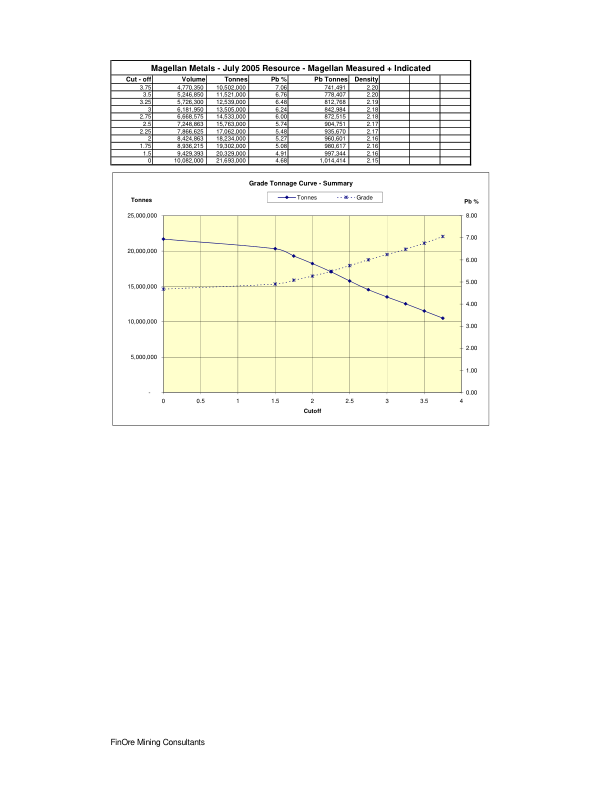 Magellan Metals - July 2005 Resource - Magellan Measured + Indicated
Cut - off Volume Tonnes Pb % Pb Tonnes Density
3.75 4,770,350 10,502,000 7.06 741,491 2.20
3.5 5,246,850 11,521,000 6.76 778,407 2.20
3.25 5,726,300 12,539,000 6.48 812,768 2.19
3 6,181,950 13,505,000 6.24 842,984 2.18
2.75 6,668,575 14,533,000 6.00 872,515 2.18
2.5 7,248,863 15,763,000 5.74 904,751 2.17
2.25 7,866,625 17,062,000 5.48 935,670 2.17
2 8,424,863 18,234,000 5.27 960,601 2.16
1.75 8,936,215 19,302,000 5.08 980,617 2.16
1.5 9,429,393 20,329,000 4.91 997,344 2.16
0 10,082,000 21,693,000 4.68 1,014,414 2.15
Grade Tonnage Curve - Summary
Tonnes Grade
Tonnes Pb %
25,000,000 8.00
7.00
20,000,000
6.00
15,000,000 5.00
4.00
10,000,000
3.00
5,000,000 2.00
1.00
- 0.00
0 0.5 1 1.5 2 2.5 3 3.5 4
Cutoff
FinOre Mining Consultants